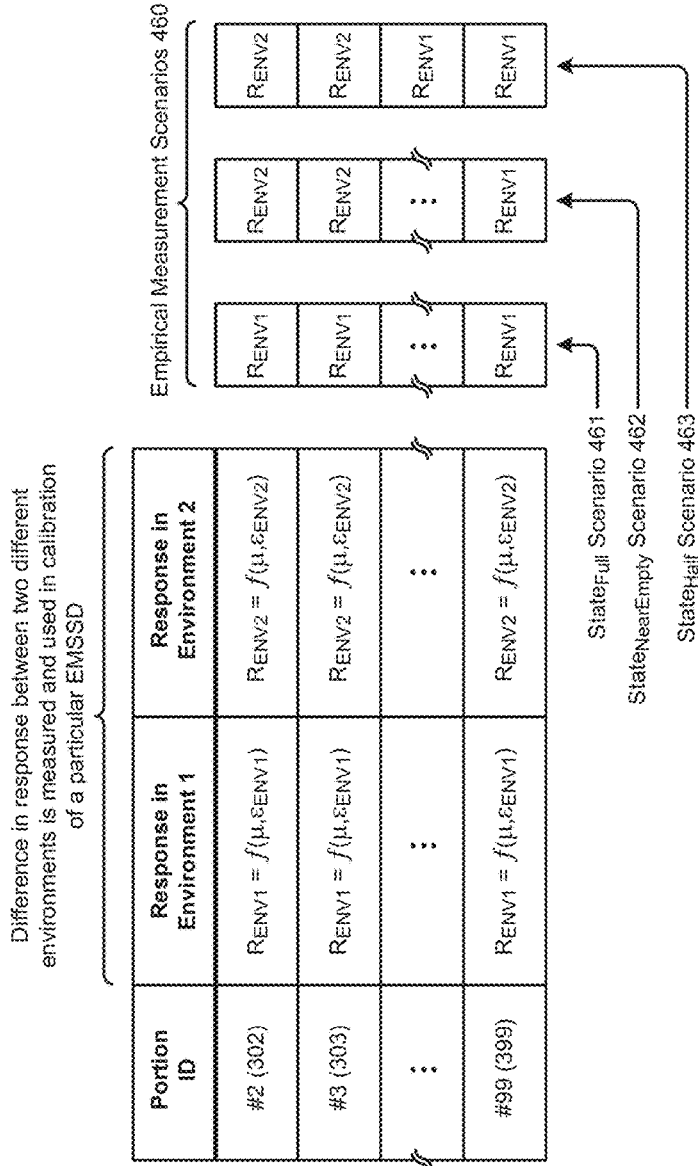 Difference in response between two different
environments is measured and used in calibration
of a particular EMSSD
Empirical Measurement Scenarios 460
Portion
ID
Response in
Environment 1
Response in
Environment 2
#2 (302)
RENV1 = f(μ,εENV1)
RENV2 = f(μ,εENV2)
RENV1
RENV2
RENV2
#3 (303)
RENV1 = f(μ,εENV1)
RENV2 = f(μ,εENV2)
RENV1
RENV2
RENV2
⋮
⋮
⋮
⋮
⋮
RENV1
#99 (399)
RENV1 = f(μ,εENV1)
RENV2 = f(μ,εENV2)
RENV1
RENV1
RENV1
StateFull Scenario 461
StateNearEmpty Scenario 462
StateHalf Scenario 463